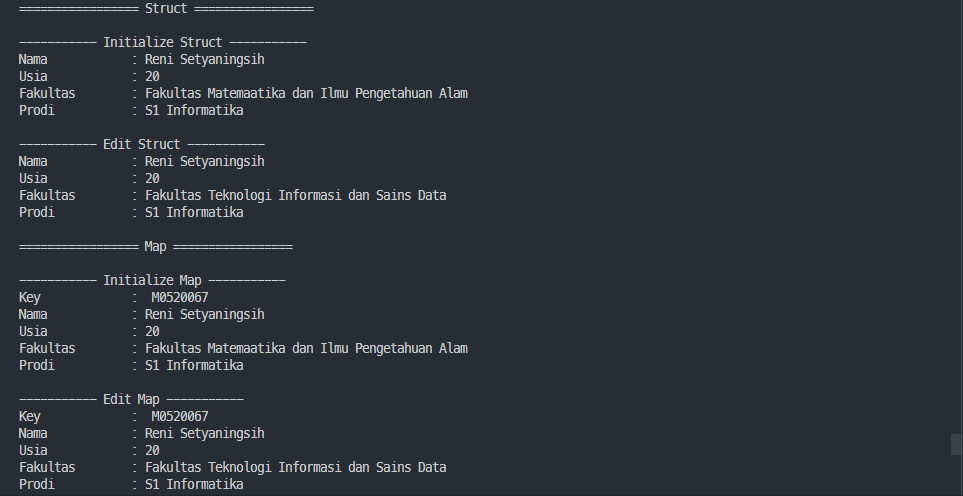 ================= Struct =================
----------- Initialize Struct -----------
Nama            : Reni Setyaningsih
Usia            : 20
Fakultas        : Fakultas Matemaatika dan Ilmu Pengetahuan Alam
Prodi           : S1 Informatika
----------- Edit Struct -----------
Nama            : Reni Setyaningsih
Usia            : 20
Fakultas        : Fakultas Teknologi Informasi dan Sains Data
Prodi           : S1 Informatika
================= Map =================
----------- Initialize Map -----------
Key             :  M0520067
Nama            : Reni Setyaningsih
Usia            : 20
Fakultas        : Fakultas Matemaatika dan Ilmu Pengetahuan Alam
Prodi           : S1 Informatika
----------- Edit Map -----------
Key             :  M0520067
Nama            : Reni Setyaningsih
Usia            : 20
Fakultas        : Fakultas Teknologi Informasi dan Sains Data
Prodi           : S1 Informatika